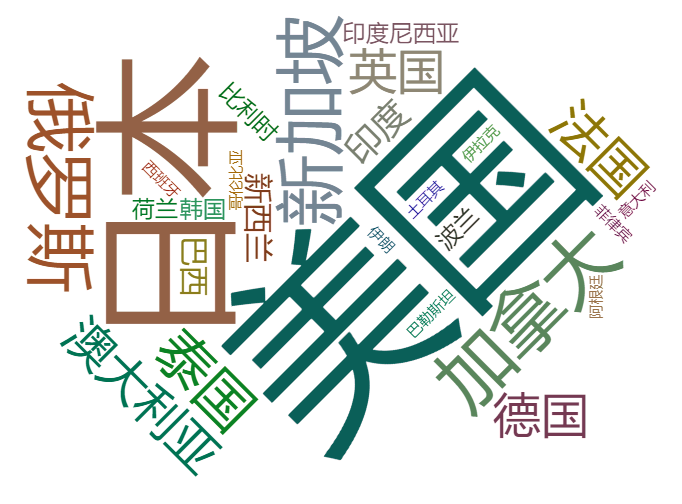 印度尼西亚
英国
新加坡
印度
法国
比利时
俄罗斯
日本
美国
伊拉克
西班牙
哥伦比亚
新西兰
荷兰
韩国
土耳其
波兰
意大利
菲律宾
巴西
伊朗
加拿大
阿根廷
巴勒斯坦
澳大利亚
泰国
德国